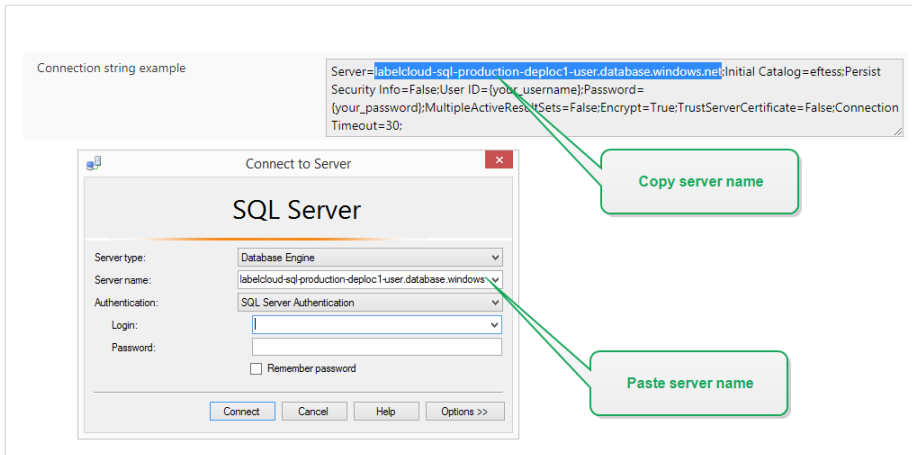 Connection string example
Server=labelcloud-sql-production-deploc1-user.database.windows.net;Initial Catalog=eftess;Persist
Security Info=False;User ID={your_username};Password=
{your_password};MultipleActiveResultSets=False;Encrypt=True;TrustServerCertificate=False;Connection
Timeout=30;
Copy server name
Connect to Server
SQL Server
Server type:
Database Engine
Server name:
labelcloud-sql-production-deploc1-user.database.windows
Authentication:
SQL Server Authentication
Login:
Password:
Remember password
Connect
Cancel
Help
Options >>
Paste server name